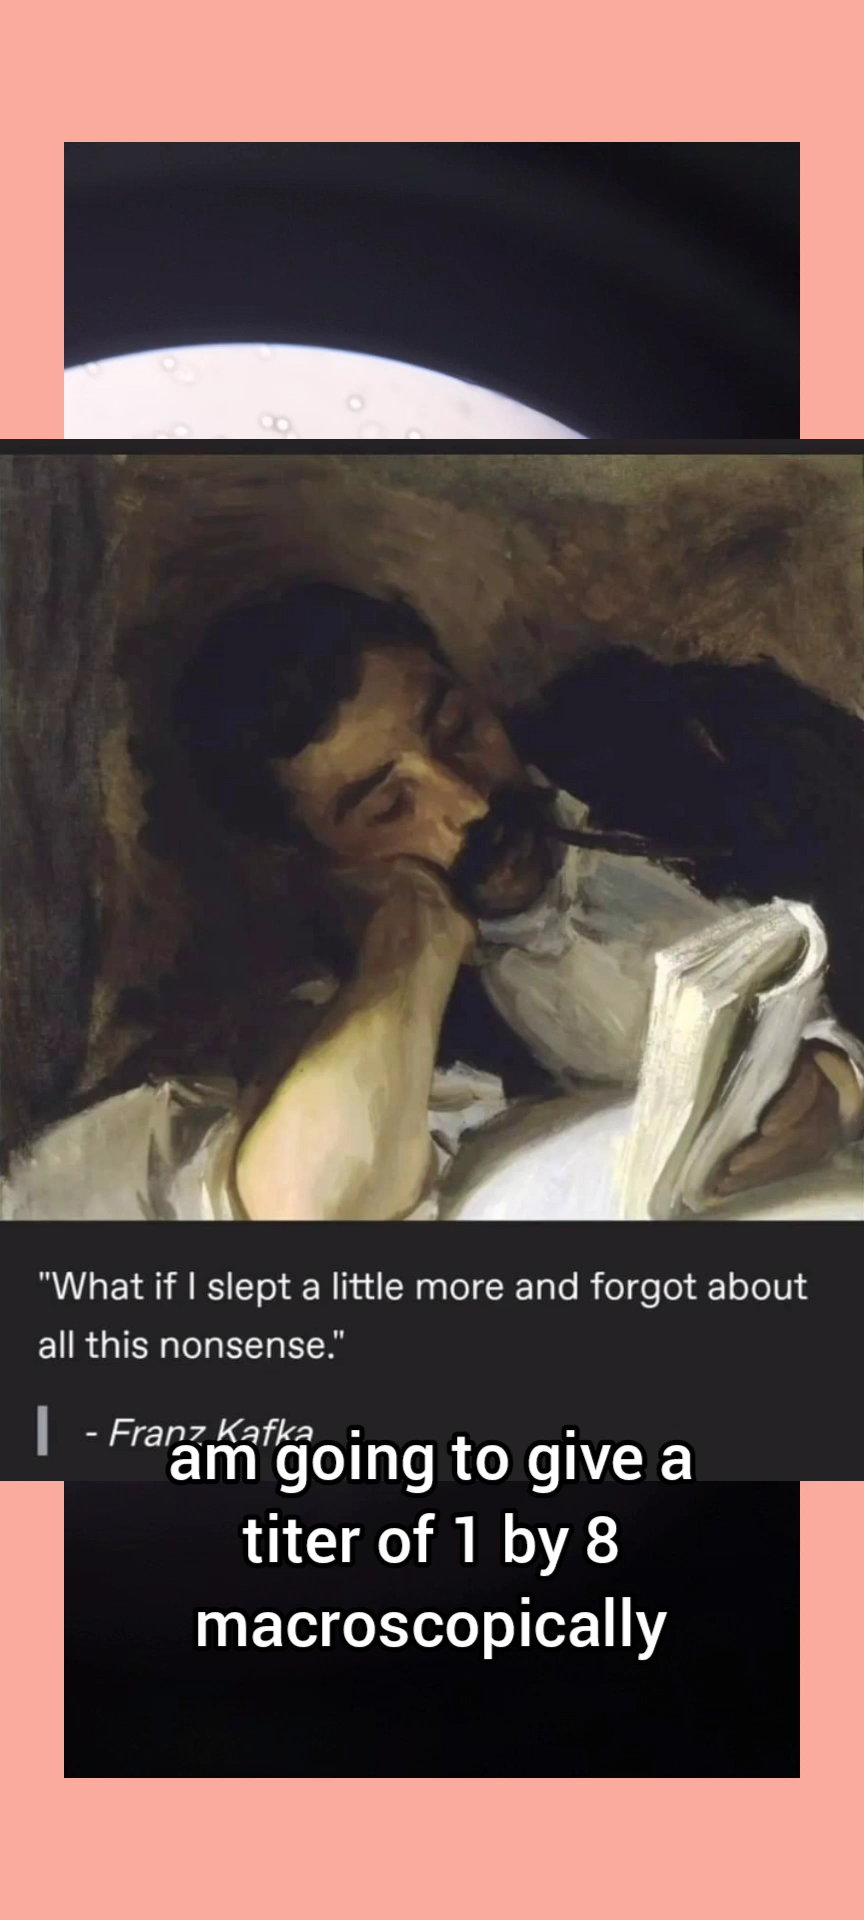 "What if I slept a little more and forgot about
all this nonsense."
- Franz Kafka
am going to give a
titer of 1 by 8
macroscopically